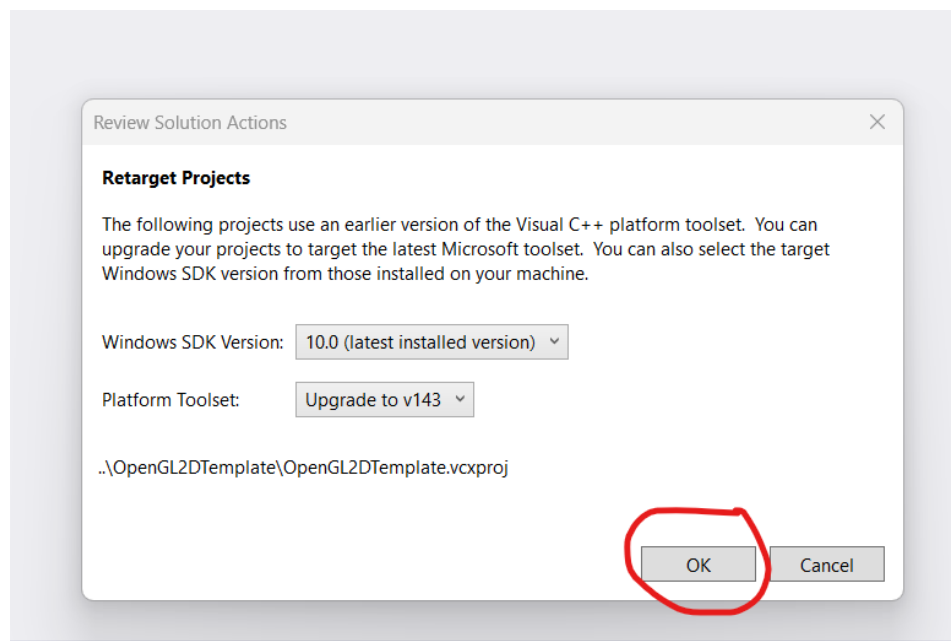 Review Solution Actions
Retarget Projects
The following projects use an earlier version of the Visual C++ platform toolset.  You can
upgrade your projects to target the latest Microsoft toolset.  You can also select the target
Windows SDK version from those installed on your machine.
Windows SDK Version: 10.0 (latest installed version)
Platform Toolset: Upgrade to v143
..\OpenGL2DTemplate\OpenGL2DTemplate.vcxproj
OK Cancel